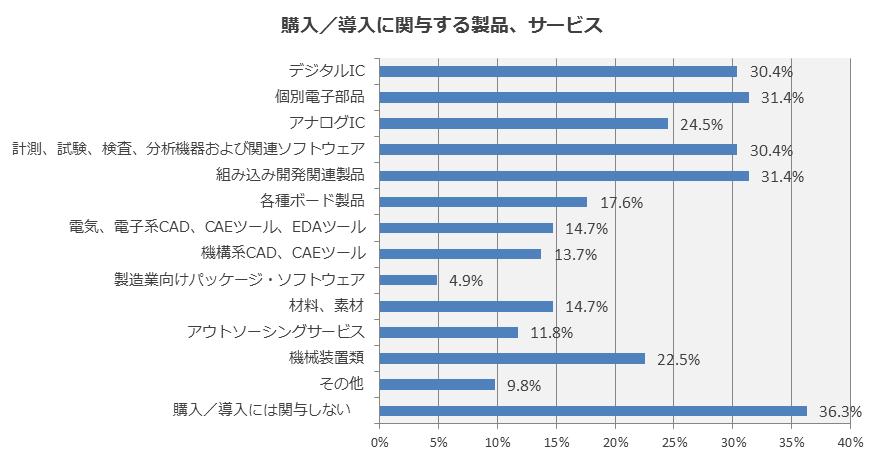 購入／導入に関与する製品、サービス
デジタルIC 30.4%
個別電子部品 31.4%
アナログIC 24.5%
計測、試験、検査、分析機器および関連ソフトウェア 30.4%
組み込み開発関連製品 31.4%
各種ボード製品 17.6%
電気、電子系CAD、CAEツール、EDAツール 14.7%
機構系CAD、CAEツール 13.7%
製造業向けパッケージ・ソフトウェア 4.9%
材料、素材 14.7%
アウトソーシングサービス 11.8%
機械装置類 22.5%
その他 9.8%
購入／導入には関与しない 36.3%
0% 5% 10% 15% 20% 25% 30% 35% 40%